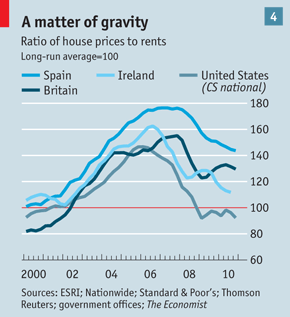 4
A matter of gravity
Ratio of house prices to rents
Long-run average=100
Spain
Ireland
United States
(CS national)
Britain
180
160
140
120
100
80
60
2000 02 04 06 08 10
Sources: ESRI; Nationwide; Standard & Poor's; Thomson
Reuters; government offices; The Economist